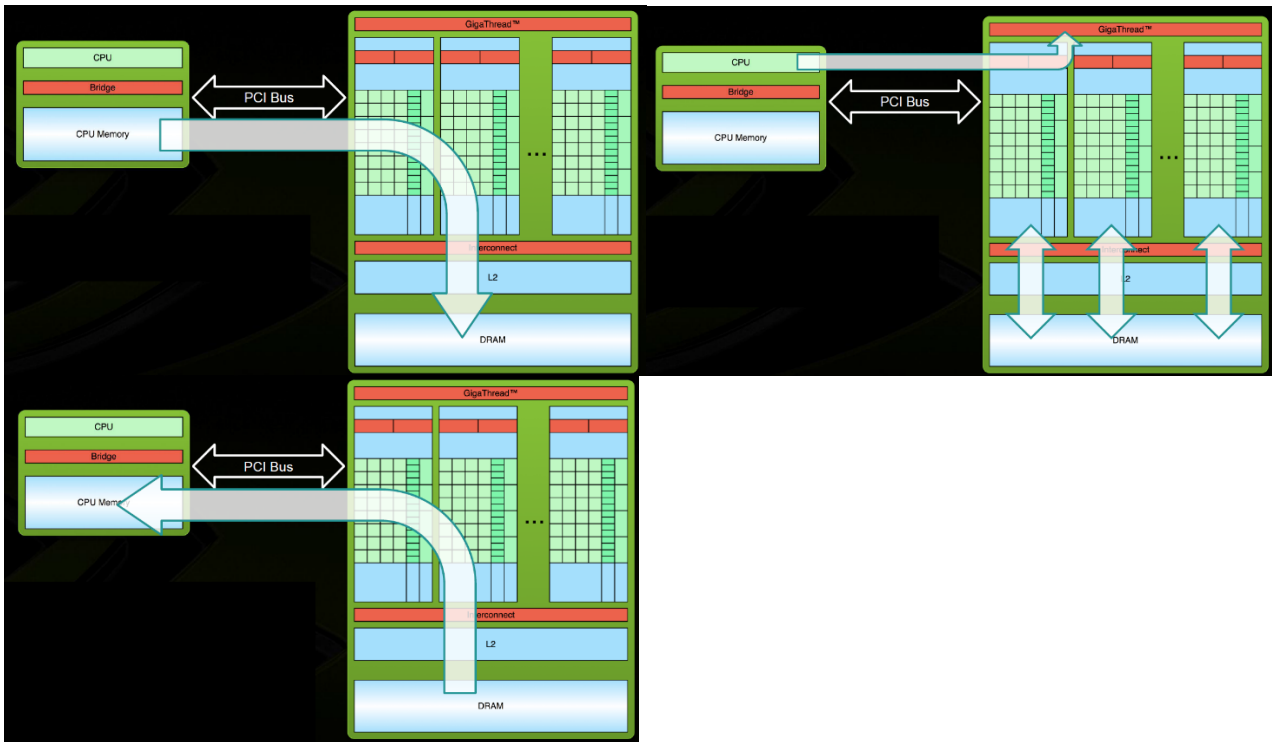 GigaThread™
CPU
Bridge
PCI Bus
CPU Memory
...
Interconnect
L2
DRAM
GigaThread™
CPU
Bridge
PCI Bus
CPU Memory
...
Interconnect
L2
DRAM
GigaThread™
CPU
Bridge
PCI Bus
CPU Memory
...
Interconnect
L2
DRAM